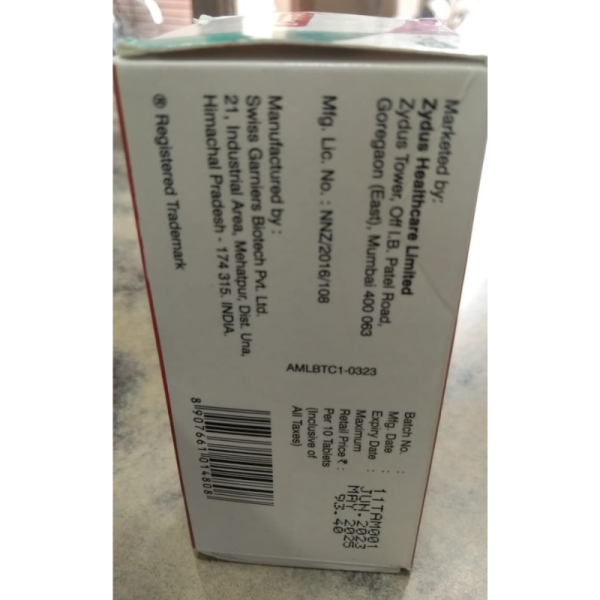 Marketed by:
Zydus Healthcare Limited
Zydus Tower, Off I.B. Patel Road,
Goregaon (East), Mumbai 400 063
Mfg. Lic. No. : NNZ/2016/108
Manufactured by :
Swiss Garniers Biotech Pvt. Ltd.
21, Industrial Area, Mehatpur, Dist. Una,
Himachal Pradesh - 174 315. INDIA.
® Registered Trademark
AMLBTC1-0323
Batch No. : 11TAM001
Mfg. Date : JUN.2023
Expiry Date : MAY 2025
Maximum
Retail Price ₹ : 93.40
Per 10 Tablets
(Inclusive of
All Taxes)
8 907661 014808